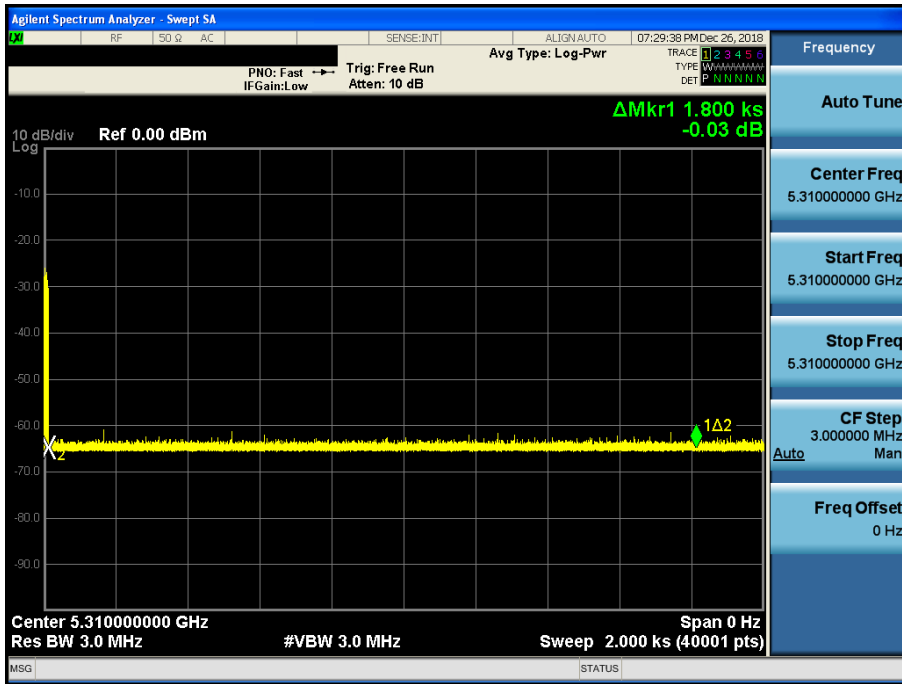 Agilent Spectrum Analyzer - Swept SA
LXI RF 50 Ω AC SENSE:INT ALIGN AUTO 07:29:38 PM Dec 26, 2018
Frequency
Avg Type: Log-Pwr
TRACE 1 2 3 4 5 6
PNO: Fast Trig: Free Run
TYPE WWWWWW
IFGain:Low Atten: 10 dB
DET P N N N N N
Auto Tune
ΔMkr1 1.800 ks
-0.03 dB
10 dB/div Ref 0.00 dBm
Log
-10.0
-20.0
-30.0
-40.0
-50.0
-60.0
-70.0
-80.0
-90.0
1Δ2
2
Center Freq
5.310000000 GHz
Start Freq
5.310000000 GHz
Stop Freq
5.310000000 GHz
CF Step
3.000000 MHz
Auto Man
Freq Offset
0 Hz
Center 5.310000000 GHz Span 0 Hz
Res BW 3.0 MHz #VBW 3.0 MHz Sweep 2.000 ks (40001 pts)
MSG STATUS